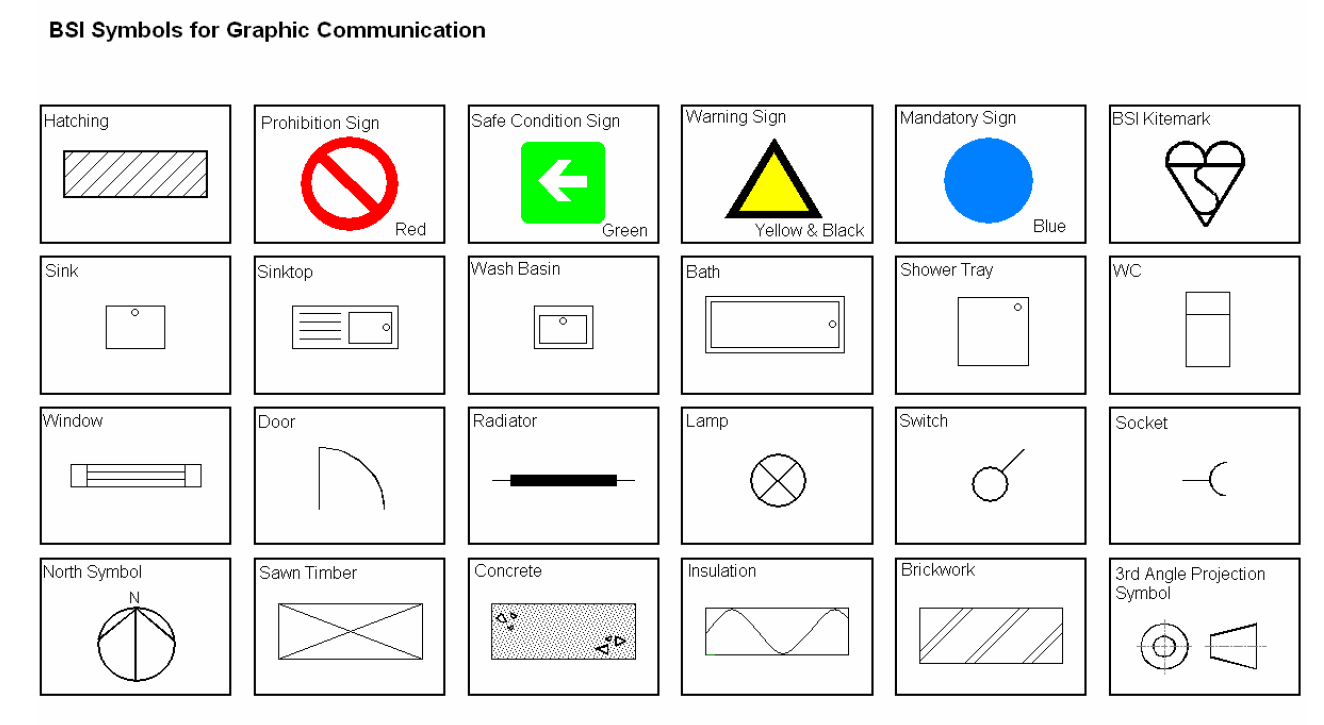 BSI Symbols for Graphic Communication
Hatching
Prohibition Sign
Red
Safe Condition Sign
Green
Warning Sign
Yellow & Black
Mandatory Sign
Blue
BSI Kitemark
Sink
Sinktop
Wash Basin
Bath
Shower Tray
WC
Window
Door
Radiator
Lamp
Switch
Socket
North Symbol
N
Sawn Timber
Concrete
Insulation
Brickwork
3rd Angle Projection
Symbol